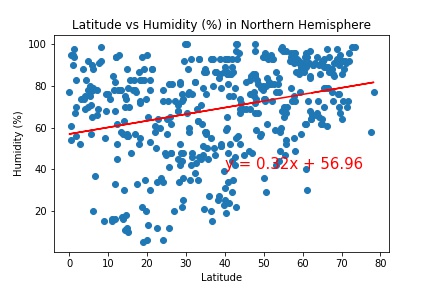 Latitude vs Humidity (%) in Northern Hemisphere
100
80
60
40
20
Humidity (%)
y = 0.32x + 56.96
0 10 20 30 40 50 60 70 80
Latitude